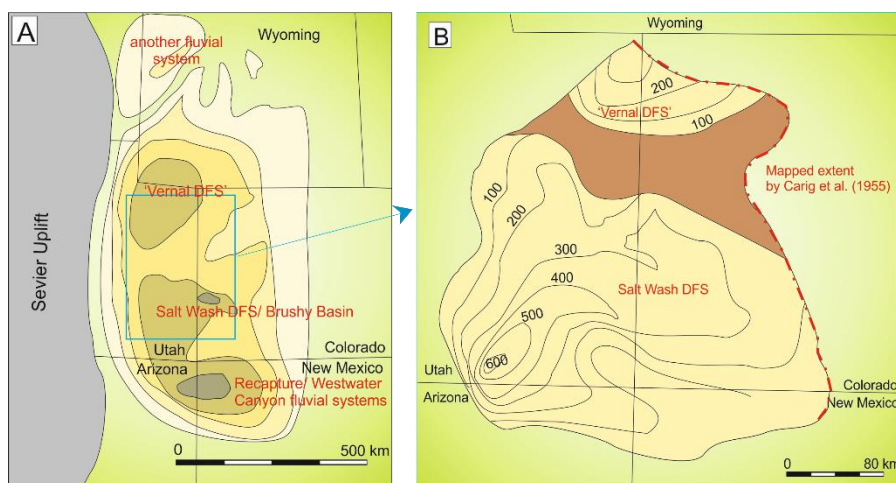 A
another fluvial
system
Wyoming
'Vernal DFS'
Sevier Uplift
Salt Wash DFS/ Brushy Basin
Utah
Colorado
Arizona
New Mexico
Recapture/ Westwater
Canyon fluvial systems
0
500 km
B
Wyoming
200
'Vernal DFS'
100
Mapped extent
by Carig et al. (1955)
100
200
300
400
Salt Wash DFS
500
600
Utah
Colorado
Arizona
New Mexico
0
80 km